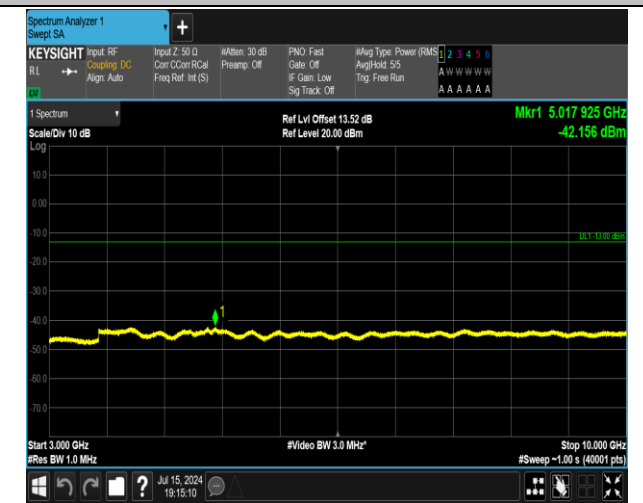 Spectrum Analyzer 1
Swept SA
+
KEYSIGHT Input: RF Input Z: 50 Ω #Atten: 30 dB PNO: Fast #Avg Type: Power (RMS 1 2 3 4 5 6
RL Coupling: DC Corr CCorr RCal Preamp: Off Gate: Off Avg|Hold: 5/5 A W W W W W
Align: Auto Freq Ref: Int (S) IF Gain: Low Trig: Free Run
Sig Track: Off A A A A A A
1 Spectrum
Scale/Div 10 dB
Ref Lvl Offset 13.52 dB
Ref Level 20.00 dBm
Mkr1 5.017 925 GHz
-42.156 dBm
Log
10.0
0.00
-10.0
DL1 -13.00 dBm
-20.0
-30.0
1
-40.0
-50.0
-60.0
-70.0
Start 3.000 GHz #Video BW 3.0 MHz* Stop 10.000 GHz
#Res BW 1.0 MHz #Sweep ~1.00 s (40001 pts)
? Jul 15, 2024
19:15:10